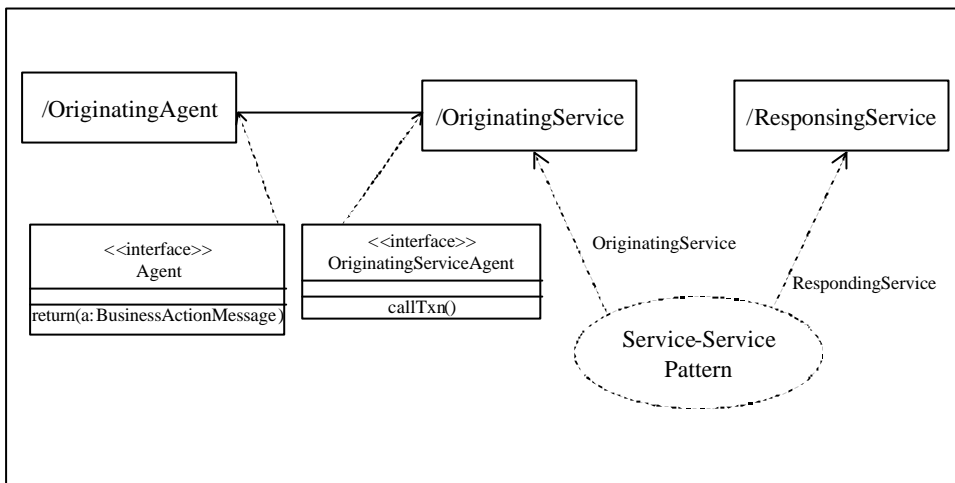 /OriginatingAgent
/OriginatingService
/ResponsingService
<<interface>>
Agent
return(a:BusinessActionMessage)
<<interface>>
OriginatingServiceAgent
callTxn()
OriginatingService
RespondingService
Service-Service
Pattern